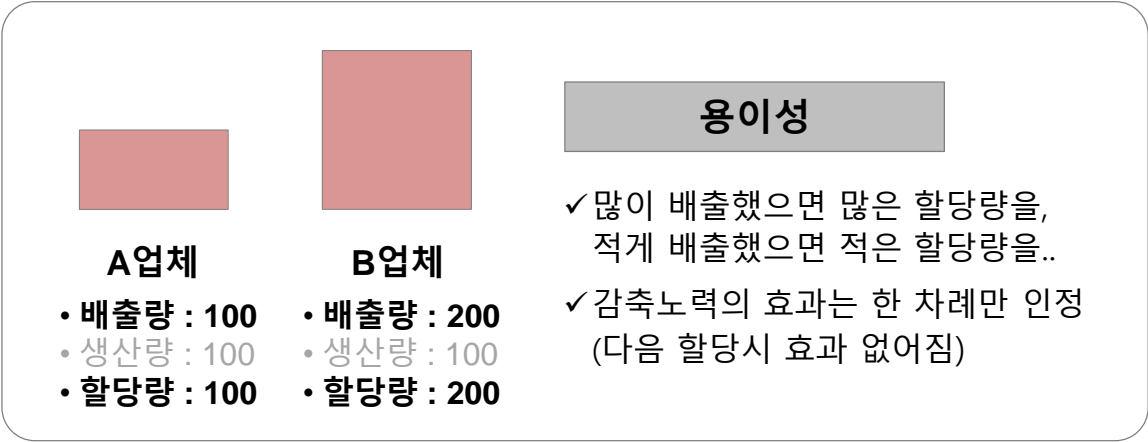 A업체
• 배출량 : 100
• 생산량 : 100
• 할당량 : 100
B업체
• 배출량 : 200
• 생산량 : 100
• 할당량 : 200
용이성
✓많이 배출했으면 많은 할당량을,
적게 배출했으면 적은 할당량을..
✓감축노력의 효과는 한 차례만 인정
(다음 할당시 효과 없어짐)